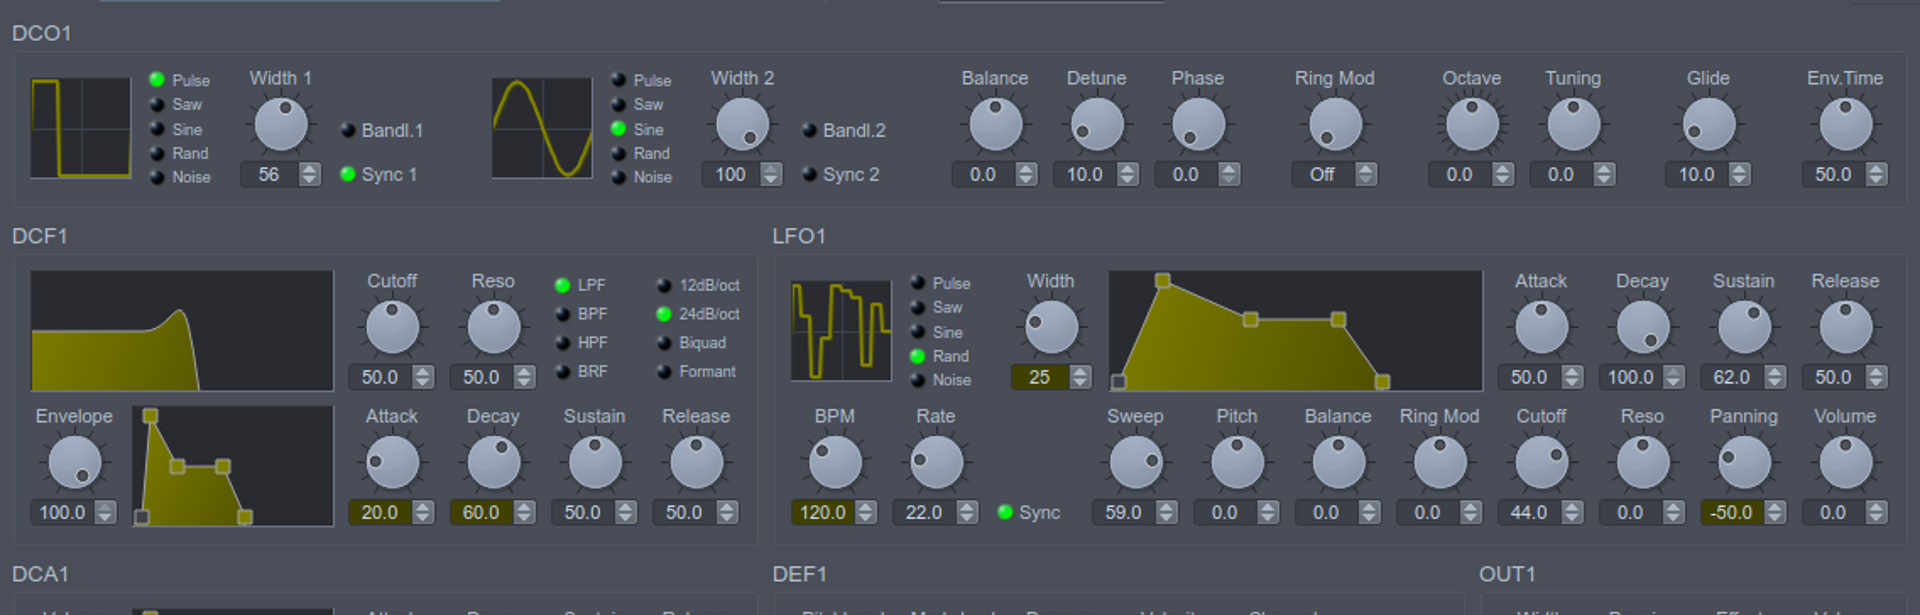 DCO1
Pulse Width 1 Pulse Width 2 Balance Detune Phase Ring Mod Octave Tuning Glide Env.Time
Saw Saw
Sine Bandl.1 Sine Bandl.2
Rand Rand
Noise 56 Sync 1 Noise 100 Sync 2 0.0 10.0 0.0 Off 0.0 0.0 10.0 50.0
DCF1 LFO1
Cutoff Reso LPF 12dB/oct Pulse Width Attack Decay Sustain Release
BPF 24dB/oct Saw
HPF Biquad Sine
BRF Formant Rand
50.0 50.0 Noise 25 50.0 100.0 62.0 50.0
Envelope Attack Decay Sustain Release BPM Rate Sweep Pitch Balance Ring Mod Cutoff Reso Panning Volume
100.0 20.0 60.0 50.0 50.0 120.0 22.0 Sync 59.0 0.0 0.0 0.0 44.0 0.0 -50.0 0.0
DCA1 DEF1 OUT1